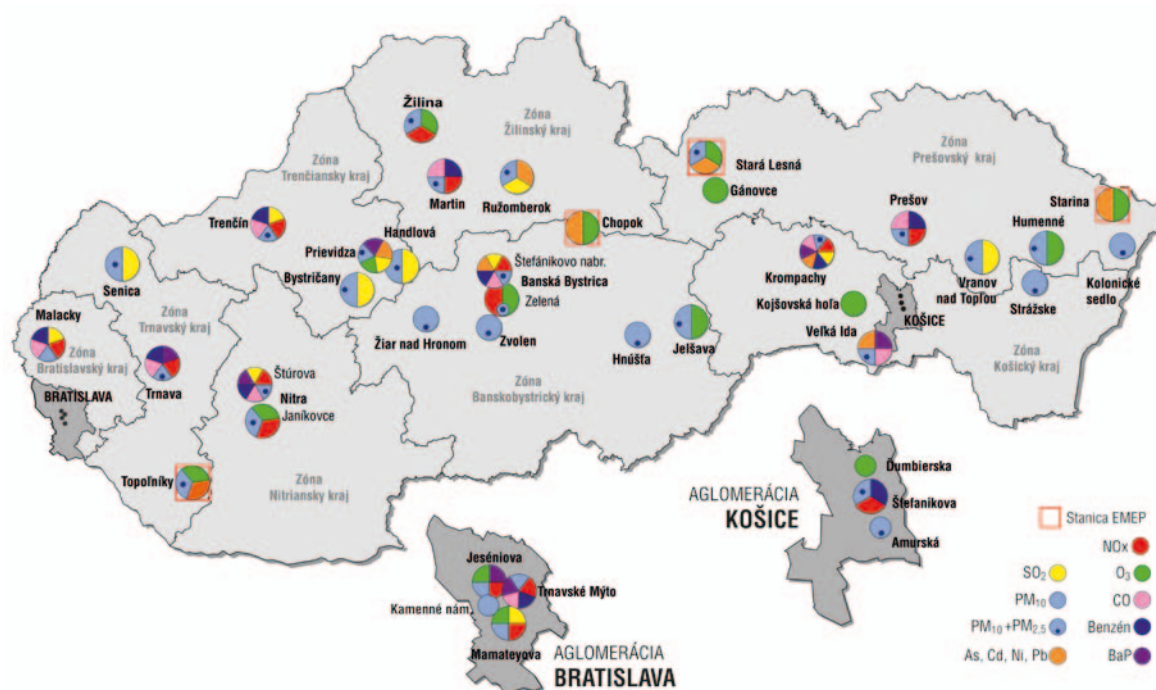 Žilina
Zóna
Žilinský kraj
Zóna
Trenčiansky kraj
Stará Lesná
Zóna
Prešovský kraj
Gánovce
Martin
Ružomberok
Trenčín
Handlová
Prievidza
Bystričany
Chopok
Prešov
Starina
Humenné
Senica
Štefánikovo nabr.
Banská Bystrica
Zelená
Krompachy
Vranov
nad Topľou
Strážske
Kolonické
sedlo
Kojšovská hoľa
KOŠICE
Malacky
Zóna
Trnavský kraj
Zóna
Bratislavský kraj
Žiar nad Hronom
Zvolen
Hnúšťa
Jelšava
Veľká Ida
Zóna
Košický kraj
BRATISLAVA
Trnava
Štúrova
Nitra
Janíkovce
Zóna
Banskobystrický kraj
Topoľníky
Zóna
Nitriansky kraj
AGLOMERÁCIA
KOŠICE
Ďumbierska
Štefanikova
Amurská
Jeséniova
Trnavské Mýto
Kamenné nám.
Mamateyova
AGLOMERÁCIA
BRATISLAVA
Stanica EMEP
NOx
SO2
O3
PM10
CO
PM10+PM2,5
Benzén
As, Cd, Ni, Pb
BaP